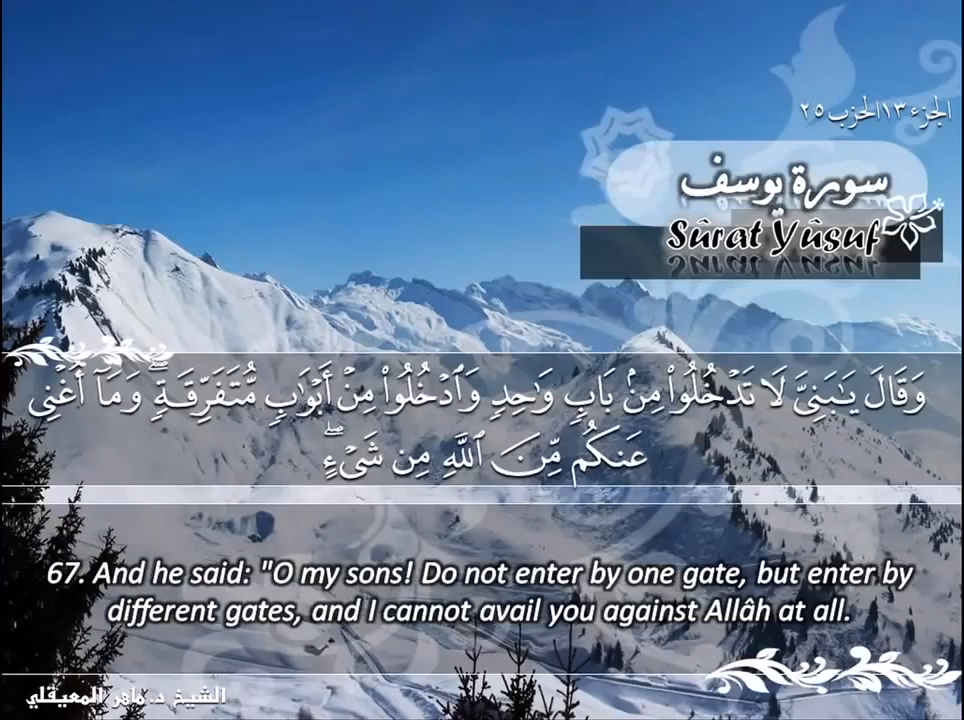 الجزء ١٣ الحزب ٢٥
سورة يوسف
Sûrat Yûsuf
وَقَالَ يَـٰبَنِىَّ لَا تَدْخُلُوا۟ مِنۢ بَابٍ وَٰحِدٍ وَٱدْخُلُوا۟ مِنْ أَبْوَٰبٍ مُّتَفَرِّقَةٍ ۖ وَمَآ أُغْنِى
عَنكُم مِّنَ ٱللَّهِ مِن شَىْءٍ ۖ
67. And he said: "O my sons! Do not enter by one gate, but enter by
different gates, and I cannot avail you against Allâh at all.
الشيخ د. ماهر المعيقلي